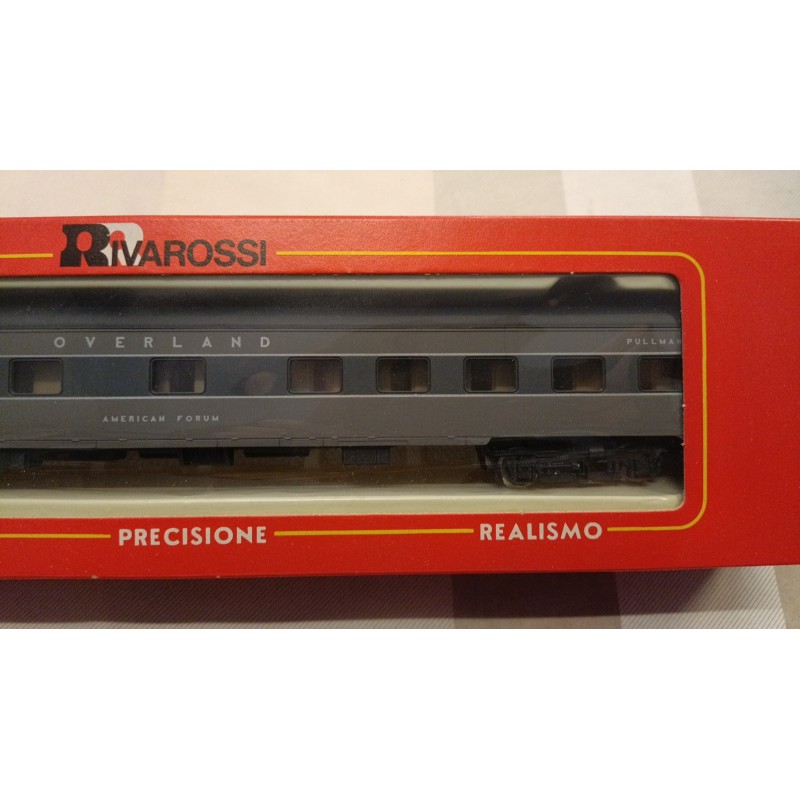 RIVAROSSI
OVERLAND
PULLMAN
AMERICAN FORUM
PRECISIONE
REALISMO